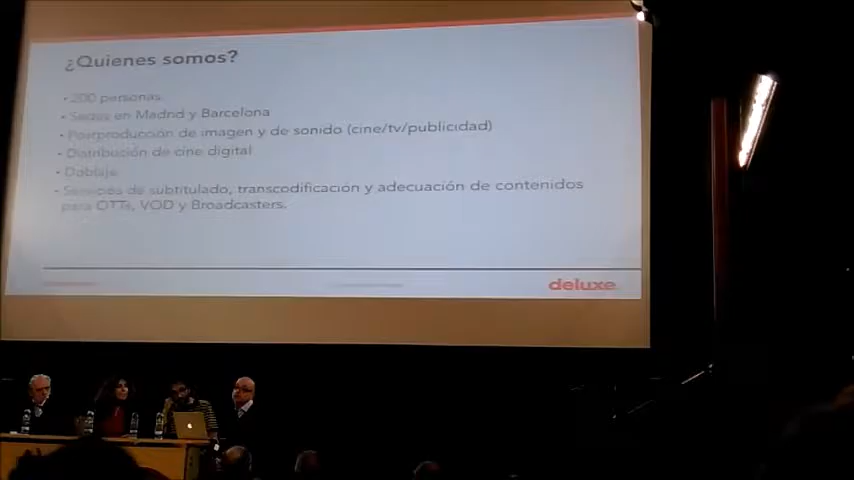 ¿Quienes somos?
• 200 personas
• Sedes en Madrid y Barcelona
• Postproducción de imagen y de sonido (cine/tv/publicidad)
• Distribución de cine digital
• Doblaje
• Servicios de subtitulado, transcodificación y adecuación de contenidos
para OTTs, VOD y Broadcasters.
deluxe